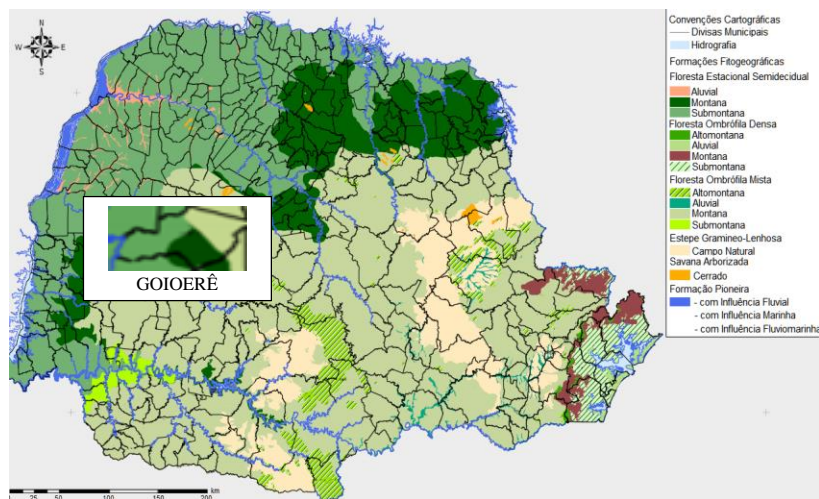 N
W
E
S
Convenções Cartográficas
Divisas Municipais
Hidrografia
Formações Fitogeográficas
Floresta Estacional Semidecidual
Aluvial
Montana
Submontana
Floresta Ombrófila Densa
Altomontana
Aluvial
Montana
Submontana
Floresta Ombrófila Mista
Altomontana
Aluvial
Montana
Submontana
Estepe Gramineo-Lenhosa
Campo Natural
Savana Arborizada
Cerrado
Formação Pioneira
- com Influência Fluvial
- com Influência Marinha
- com Influência Fluviomarinha
GOIOERÊ
km
25 50 100 150 200